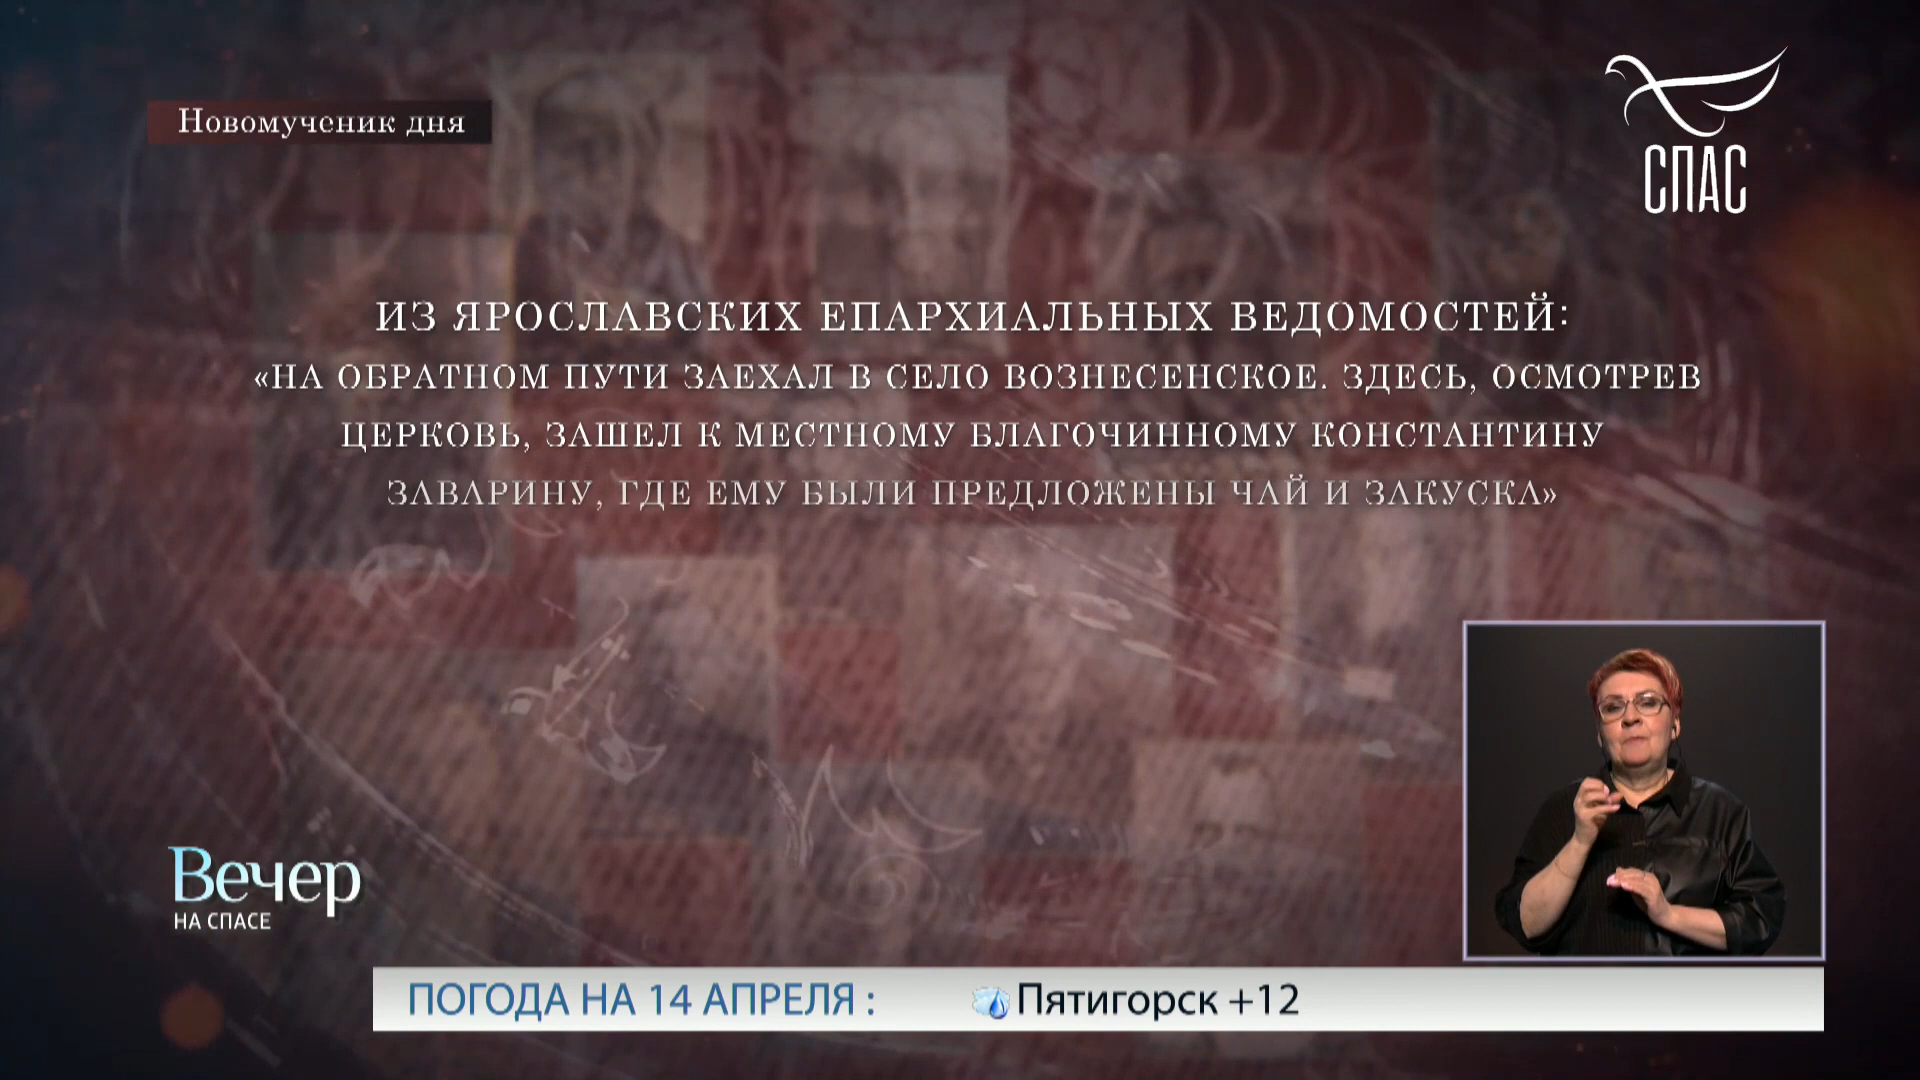 Новомученик дня
СПАС
ИЗ ЯРОСЛАВСКИХ ЕПАРХИАЛЬНЫХ ВЕДОМОСТЕЙ:
«НА ОБРАТНОМ ПУТИ ЗАЕХАЛ В СЕЛО ВОЗНЕСЕНСКОЕ. ЗДЕСЬ, ОСМОТРЕВ
ЦЕРКОВЬ, ЗАШЕЛ К МЕСТНОМУ БЛАГОЧИННОМУ КОНСТАНТИНУ
ЗАВАРИНУ, ГДЕ ЕМУ БЫЛИ ПРЕДЛОЖЕНЫ ЧАЙ И ЗАКУСКА»
Вечер
НА СПАСЕ
ПОГОДА НА 14 АПРЕЛЯ : Пятигорск +12